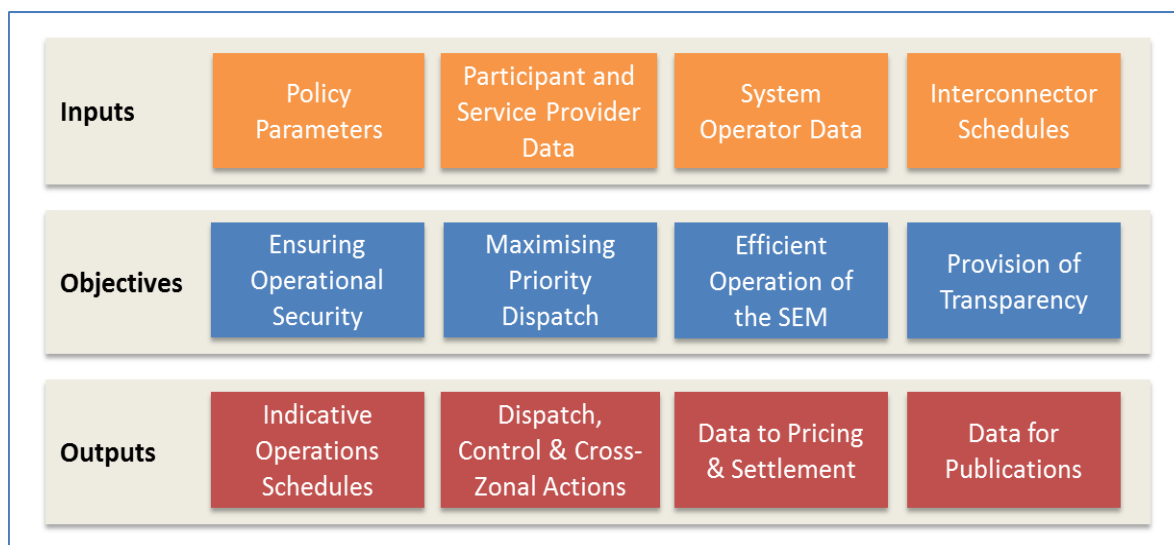 Inputs
Policy
Parameters
Participant and
Service Provider
Data
System
Operator Data
Interconnector
Schedules
Objectives
Ensuring
Operational
Security
Maximising
Priority
Dispatch
Efficient
Operation of
the SEM
Provision of
Transparency
Outputs
Indicative
Operations
Schedules
Dispatch,
Control & Cross-
Zonal Actions
Data to Pricing
& Settlement
Data for
Publications